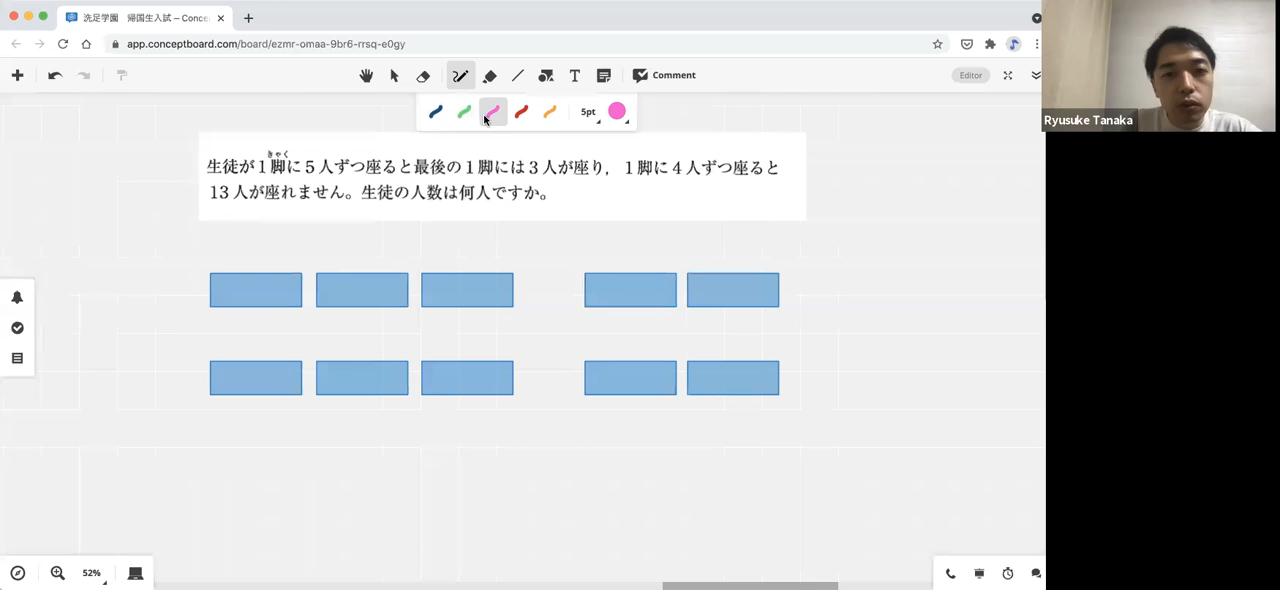 洗足学園 帰国生入試 – Conce
app.conceptboard.com/board/ezmr-omaa-9br6-rrsq-e0gy
Comment
Editor
5pt
Ryusuke Tanaka
きゃく
生徒が1脚に5人ずつ座ると最後の1脚には3人が座り，1脚に4人ずつ座ると
13人が座れません。生徒の人数は何人ですか。
52%